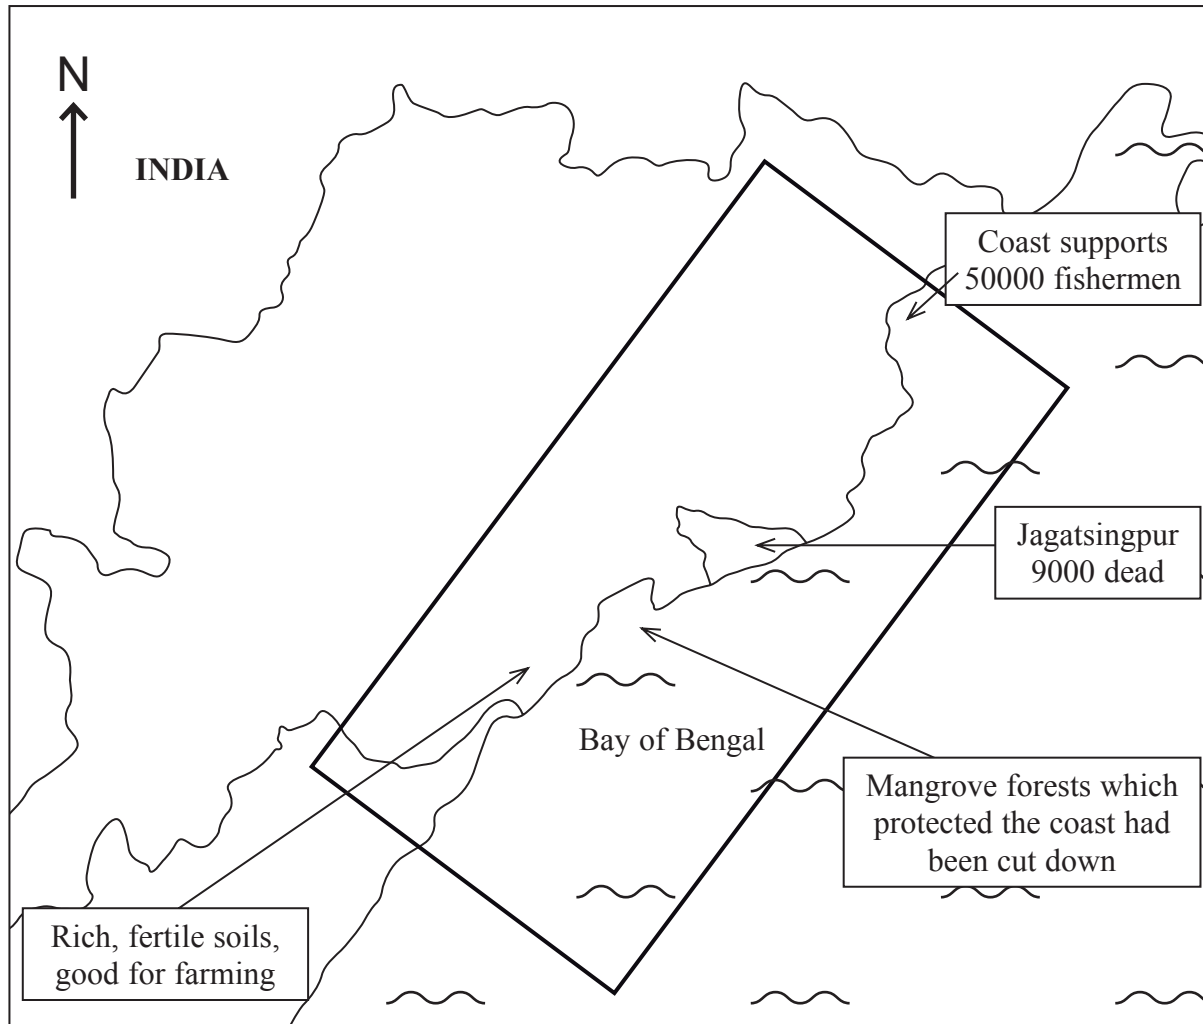 N
INDIA
Coast supports
50000 fishermen
Jagatsingpur
9000 dead
Bay of Bengal
Mangrove forests which
protected the coast had
been cut down
Rich, fertile soils,
good for farming